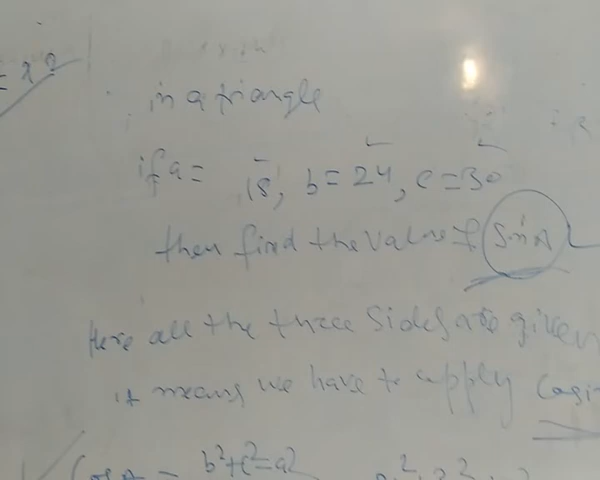 = x?
in a triangle
if a = 18, b = 24, c = 30
then find the value of Sin A
Here all the three Sides are given
it means we have to apply Cosi
Cos A = b²+c²-a²